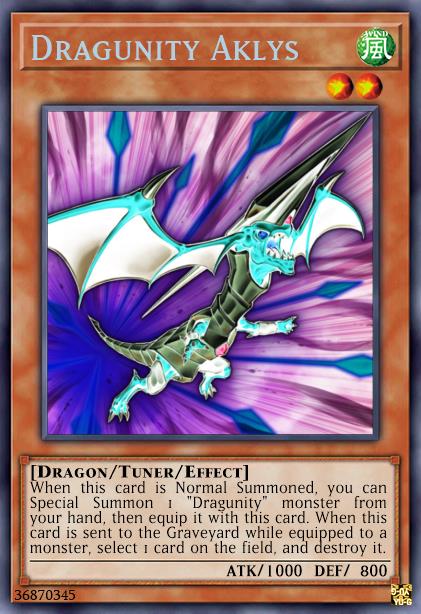 Dragunity Aklys
WIND
風
[Dragon/Tuner/Effect]
When this card is Normal Summoned, you can
Special Summon 1 "Dragunity" monster from
your hand, then equip it with this card. When this
card is sent to the Graveyard while equipped to a
monster, select 1 card on the field, and destroy it.
ATK/1000 DEF/ 800
36870345